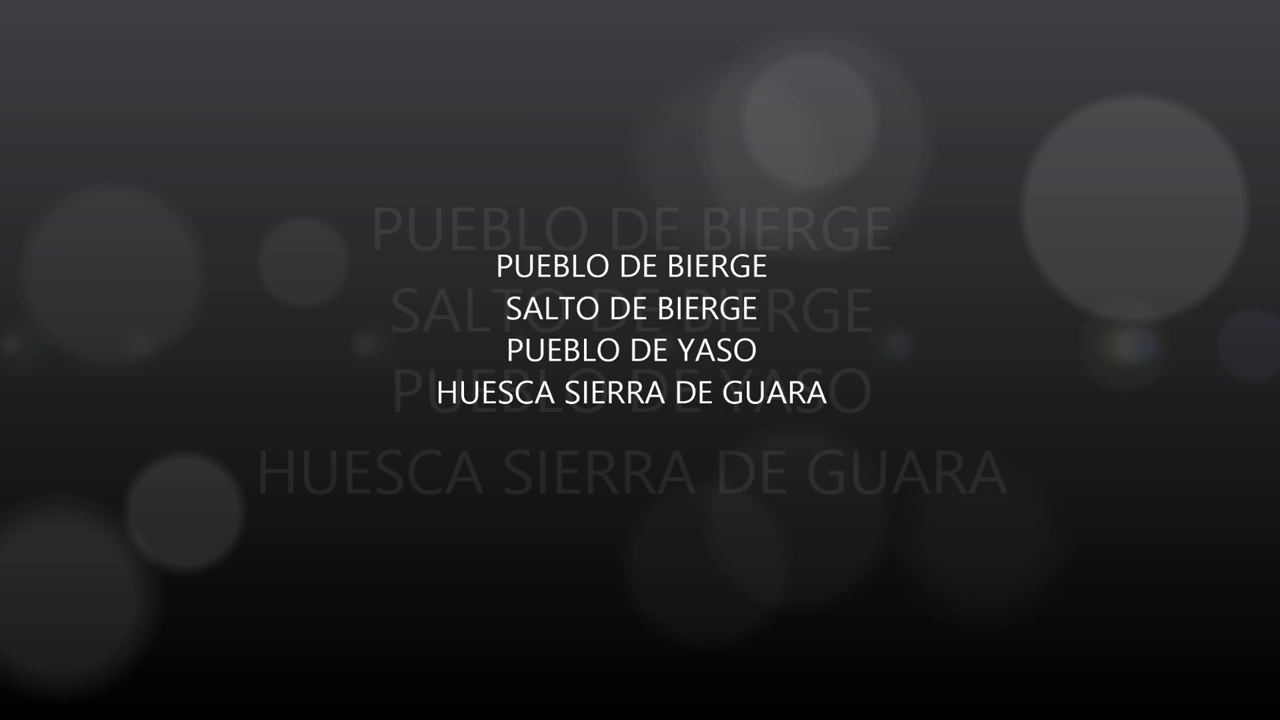 PUEBLO DE BIERGE
SALTO DE BIERGE
PUEBLO DE YASO
HUESCA SIERRA DE GUARA